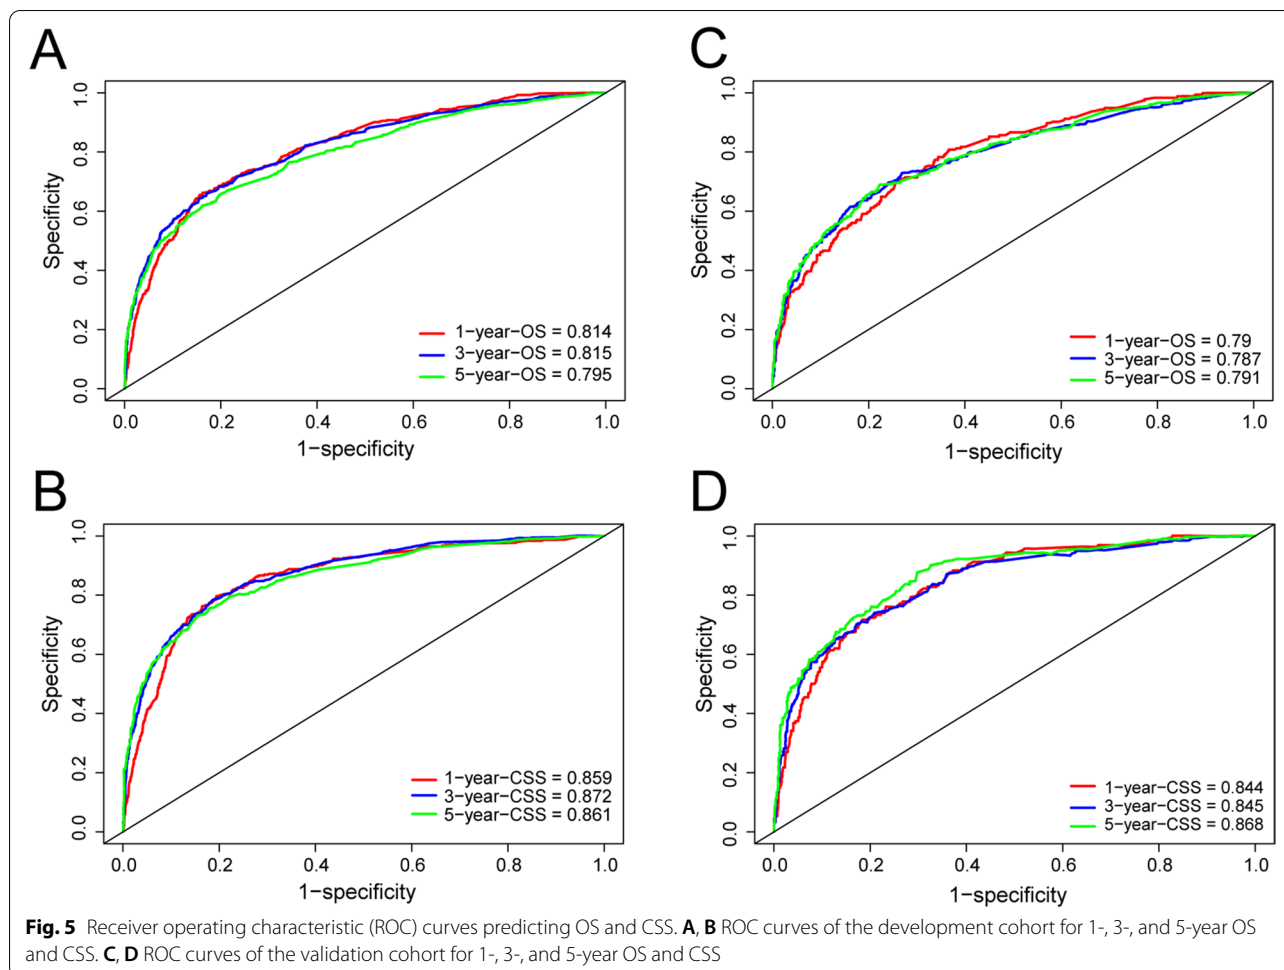 A
Specificity
0.0 0.2 0.4 0.6 0.8 1.0
1−year−OS = 0.814
3−year−OS = 0.815
5−year−OS = 0.795
0.0 0.2 0.4 0.6 0.8 1.0
1−specificity
C
Specificity
0.0 0.2 0.4 0.6 0.8 1.0
1−year−OS = 0.79
3−year−OS = 0.787
5−year−OS = 0.791
0.0 0.2 0.4 0.6 0.8 1.0
1−specificity
B
Specificity
0.0 0.2 0.4 0.6 0.8 1.0
1−year−CSS = 0.859
3−year−CSS = 0.872
5−year−CSS = 0.861
0.0 0.2 0.4 0.6 0.8 1.0
1−specificity
D
Specificity
0.0 0.2 0.4 0.6 0.8 1.0
1−year−CSS = 0.844
3−year−CSS = 0.845
5−year−CSS = 0.868
0.0 0.2 0.4 0.6 0.8 1.0
1−specificity
Fig. 5 Receiver operating characteristic (ROC) curves predicting OS and CSS. A, B ROC curves of the development cohort for 1-, 3-, and 5-year OS
and CSS. C, D ROC curves of the validation cohort for 1-, 3-, and 5-year OS and CSS